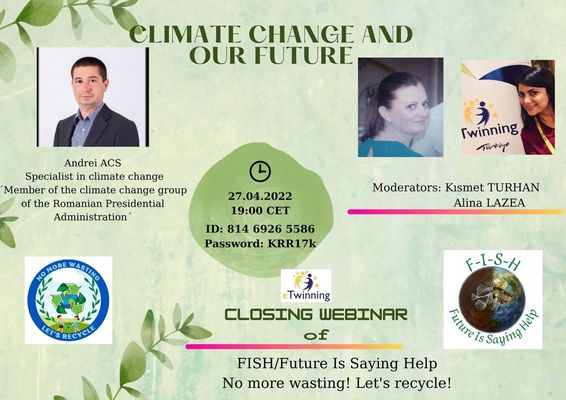 CLIMATE CHANGE AND
OUR FUTURE
Andrei ACS
Specialist in climate change
´Member of the climate change group
of the Romanian Presidential
Administration´
27.04.2022
19:00 CET
ID: 814 6926 5586
Password: KRR17k
Twinning
Türkiye
Moderators: Kısmet TURHAN
Alina LAZEA
NO MORE WASTING
LET'S RECYCLE!
eTwinning
CLOSING WEBINAR
of
F-I-S-H
Future Is Saying Help
FISH/Future Is Saying Help
No more wasting! Let's recycle!